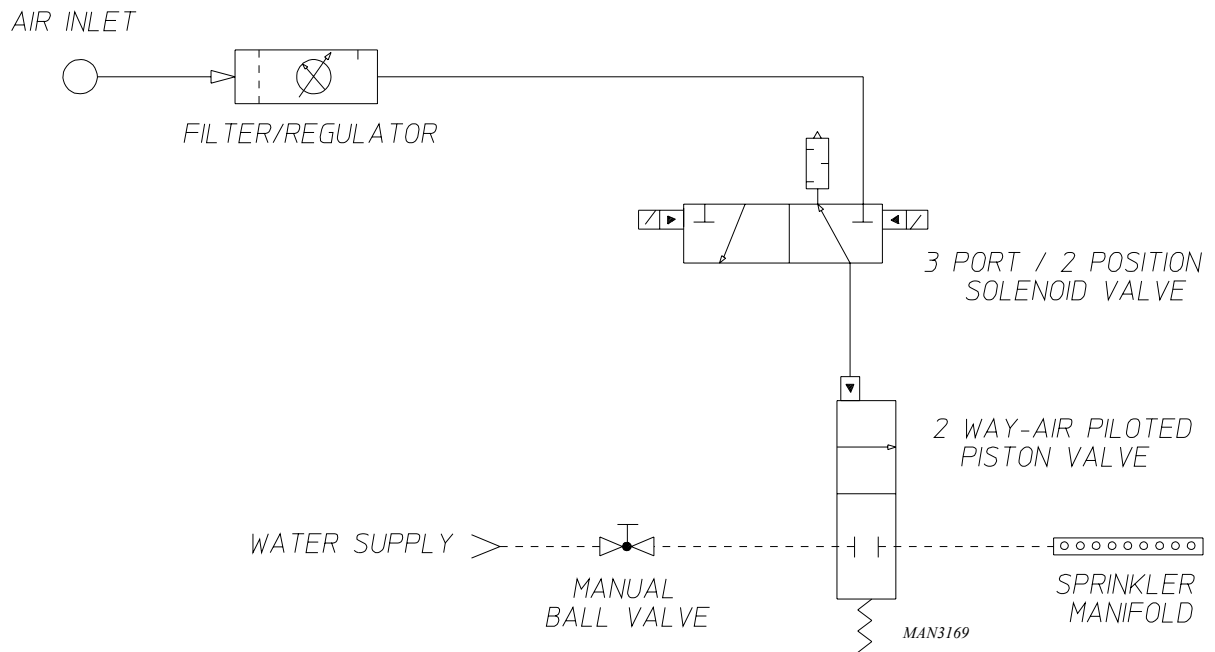 AIR INLET
FILTER/REGULATOR
3 PORT / 2 POSITION
SOLENOID VALVE
2 WAY-AIR PILOTED
PISTON VALVE
WATER SUPPLY
MANUAL
BALL VALVE
SPRINKLER
MANIFOLD
MAN3169